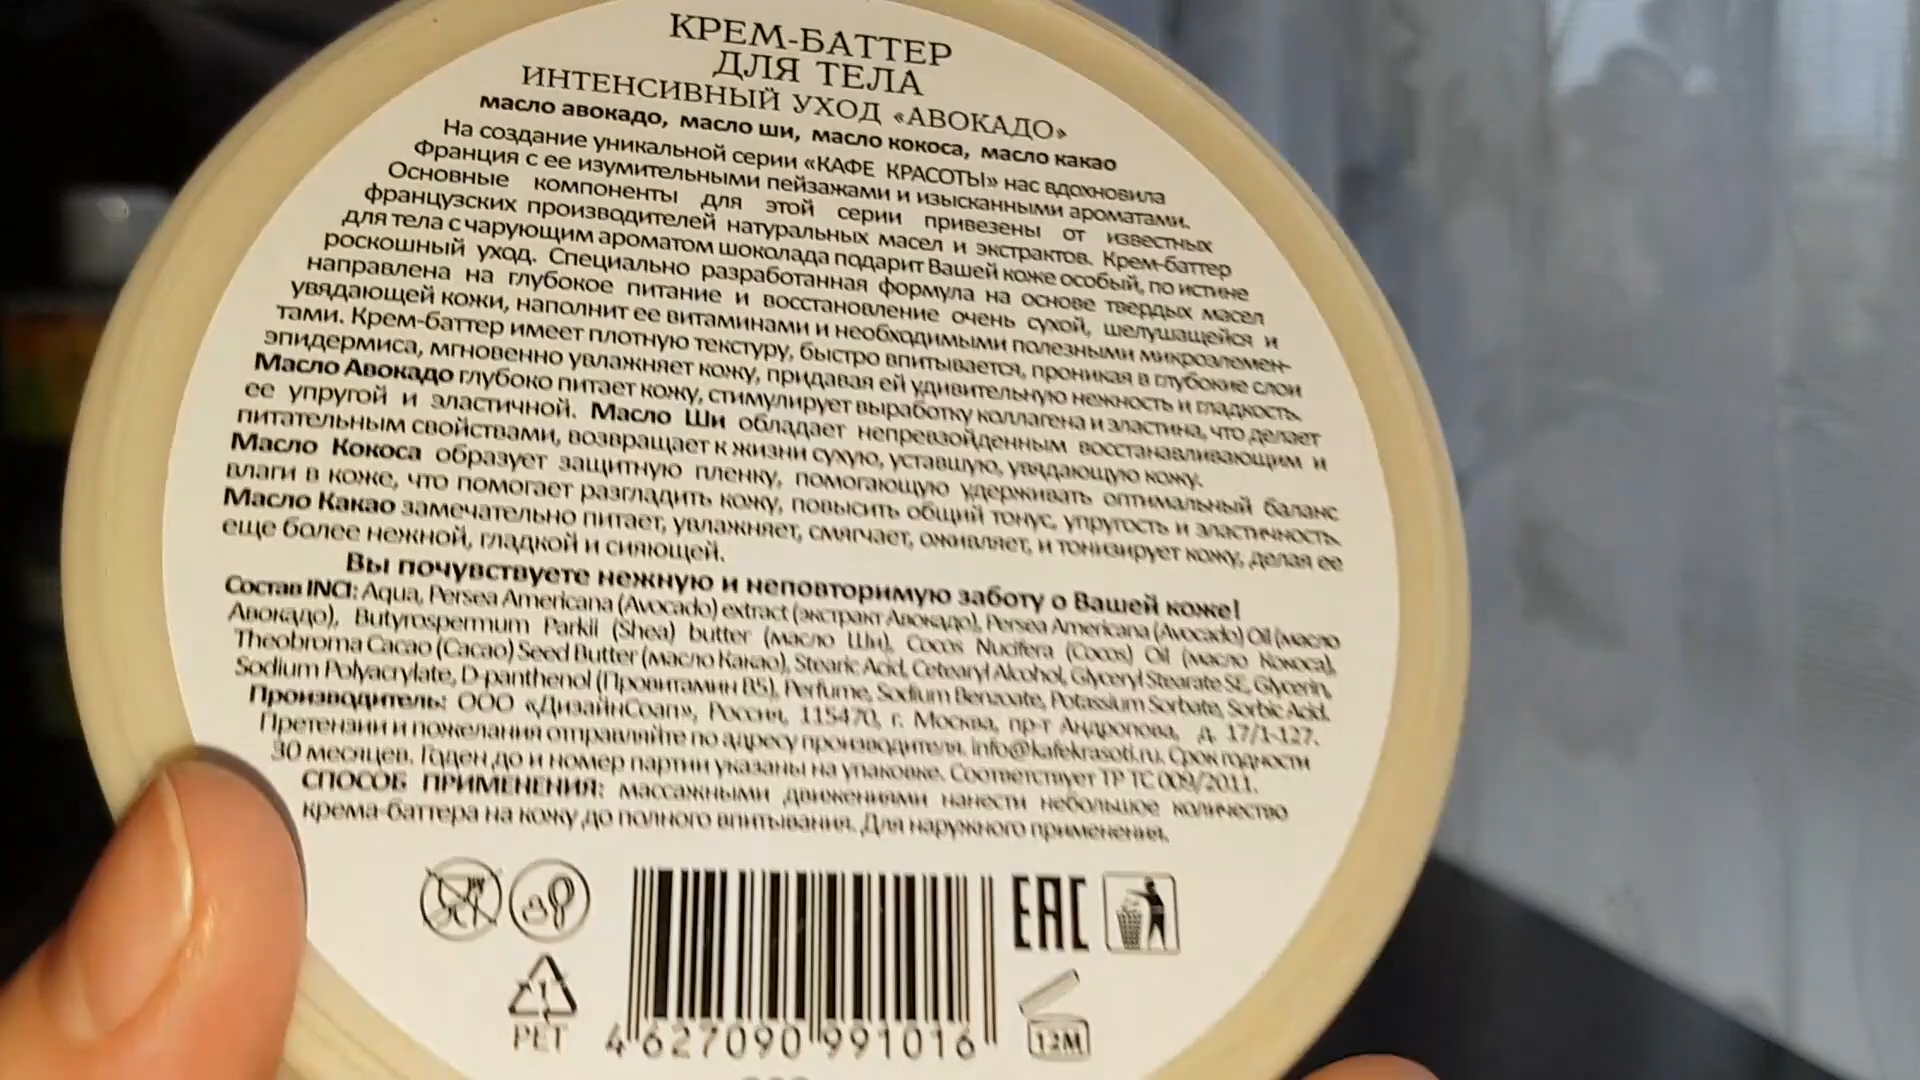 КРЕМ-БАТТЕР
ДЛЯ ТЕЛА
ИНТЕНСИВНЫЙ УХОД «АВОКАДО»
масло авокадо, масло ши, масло кокоса, масло какао
На создание уникальной серии «КАФЕ КРАСОТЫ» нас вдохновила
Франция с ее изумительными пейзажами и изысканными ароматами.
Основные компоненты для этой серии привезены от известных
французских производителей натуральных масел и экстрактов. Крем-баттер
для тела с чарующим ароматом шоколада подарит Вашей коже особый, по истине
роскошный уход. Специально разработанная формула на основе твердых масел
направлена на глубокое питание и восстановление очень сухой, шелушащейся и
увядающей кожи, наполнит ее витаминами и необходимыми полезными микроэлемен-
тами. Крем-баттер имеет плотную текстуру, быстро впитывается, проникая в глубокие слои
эпидермиса, мгновенно увлажняет кожу, придавая ей удивительную нежность и гладкость.
Масло Авокадо глубоко питает кожу, стимулирует выработку коллагена и эластина, что делает
ее упругой и эластичной. Масло Ши обладает непревзойденным восстанавливающим и
питательным свойствами, возвращает к жизни сухую, уставшую, увядающую кожу.
Масло Кокоса образует защитную пленку, помогающую удерживать оптимальный баланс
влаги в коже, что помогает разгладить кожу, повысить общий тонус, упругость и эластичность.
Масло Какао замечательно питает, увлажняет, смягчает, оживляет, и тонизирует кожу, делая ее
еще более нежной, гладкой и сияющей.
Вы почувствуете нежную и неповторимую заботу о Вашей коже!
Состав INCI: Aqua, Persea Americana (Avocado) extract (экстракт Авокадо), Persea Americana (Avocado) Oil (масло
Авокадо), Butyrospermum Parkii (Shea) butter (масло Ши), Cocos Nucifera (Cocos) Oil (масло Кокоса),
Theobroma Cacao (Cacao) Seed Butter (масло Какао), Stearic Acid, Cetearyl Alcohol, Glyceryl Stearate SE, Glycerin,
Sodium Polyacrylate, D-panthenol (Провитамин B5), Perfume, Sodium Benzoate, Potassium Sorbate, Sorbic Acid.
Производитель: ООО «ДизайнСоап», Россия, 115470, г. Москва, пр-т Андропова, д. 17/1-127.
Претензии и пожелания отправляйте по адресу производителя. info@kafekrasoti.ru. Срок годности
30 месяцев. Годен до и номер партии указаны на упаковке. Соответствует ТР ТС 009/2011.
СПОСОБ ПРИМЕНЕНИЯ: массажными движениями нанести небольшое количество
крема-баттера на кожу до полного впитывания. Для наружного применения.
EAC
1
PET
4 627090 991016
12M